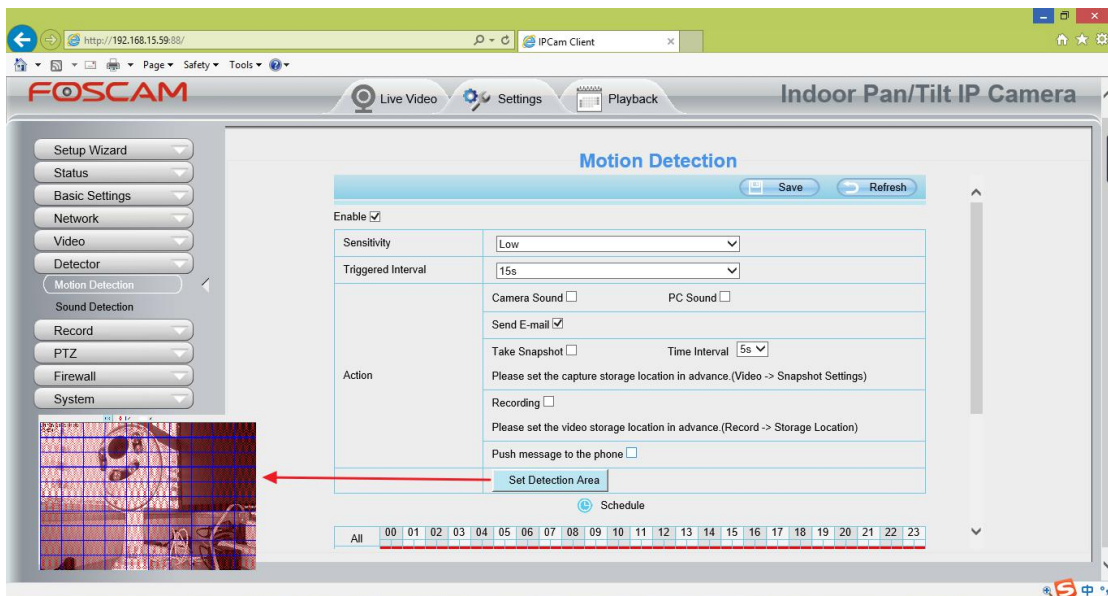 http://192.168.15.59:88/
IPCam Client
Page Safety Tools
FOSCAM
Live Video
Settings
Playback
Indoor Pan/Tilt IP Camera
Setup Wizard
Status
Basic Settings
Network
Video
Detector
Motion Detection
Sound Detection
Record
PTZ
Firewall
System
Motion Detection
Save
Refresh
Enable
Sensitivity
Low
Triggered Interval
15s
Action
Camera Sound
PC Sound
Send E-mail
Take Snapshot
Time Interval
5s
Please set the capture storage location in advance.(Video -> Snapshot Settings)
Recording
Please set the video storage location in advance.(Record -> Storage Location)
Push message to the phone
Set Detection Area
Schedule
All
00 01 02 03 04 05 06 07 08 09 10 11 12 13 14 15 16 17 18 19 20 21 22 23
中